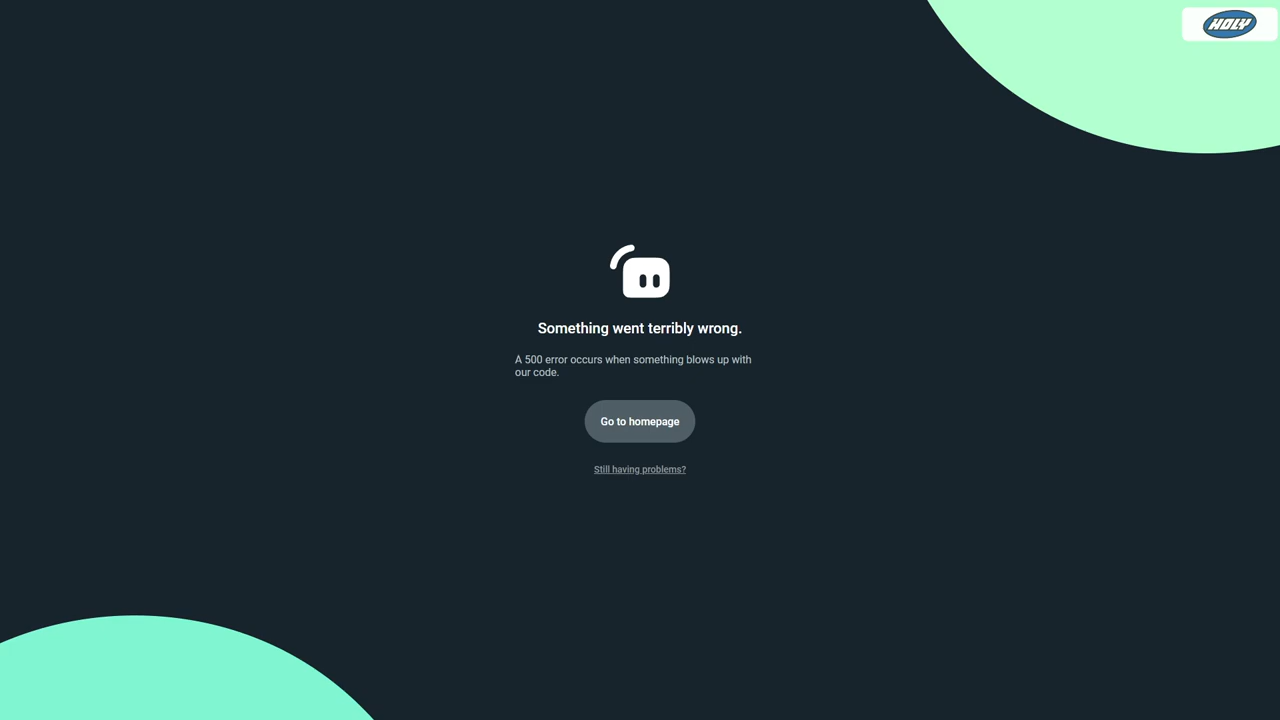 HOLY
Something went terribly wrong.
A 500 error occurs when something blows up with
our code.
Go to homepage
Still having problems?